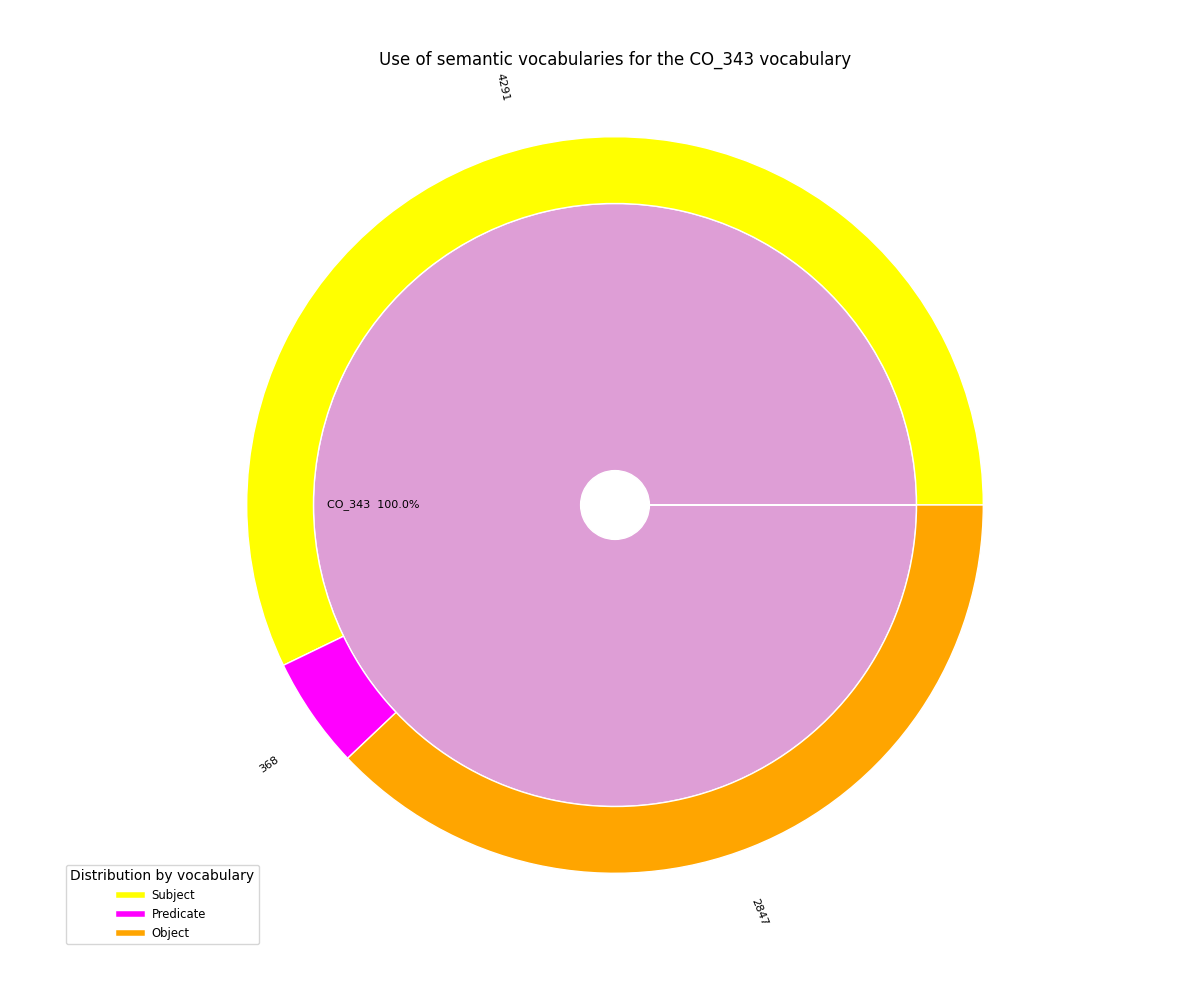 Use of semantic vocabularies for the CO_343 vocabulary
4291
CO_343 100.0%
368
2847
Distribution by vocabulary
Subject
Predicate
Object